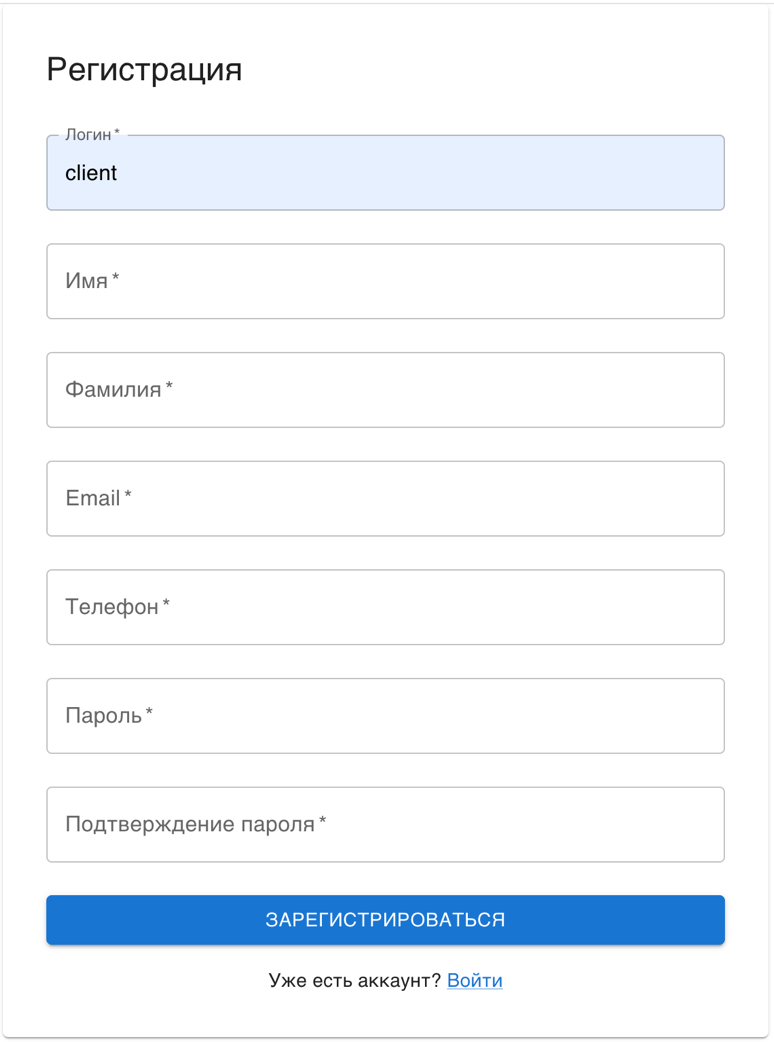 Регистрация
Логин *
client
Имя *
Фамилия *
Email *
Телефон *
Пароль *
Подтверждение пароля *
ЗАРЕГИСТРИРОВАТЬСЯ
Уже есть аккаунт? Войти